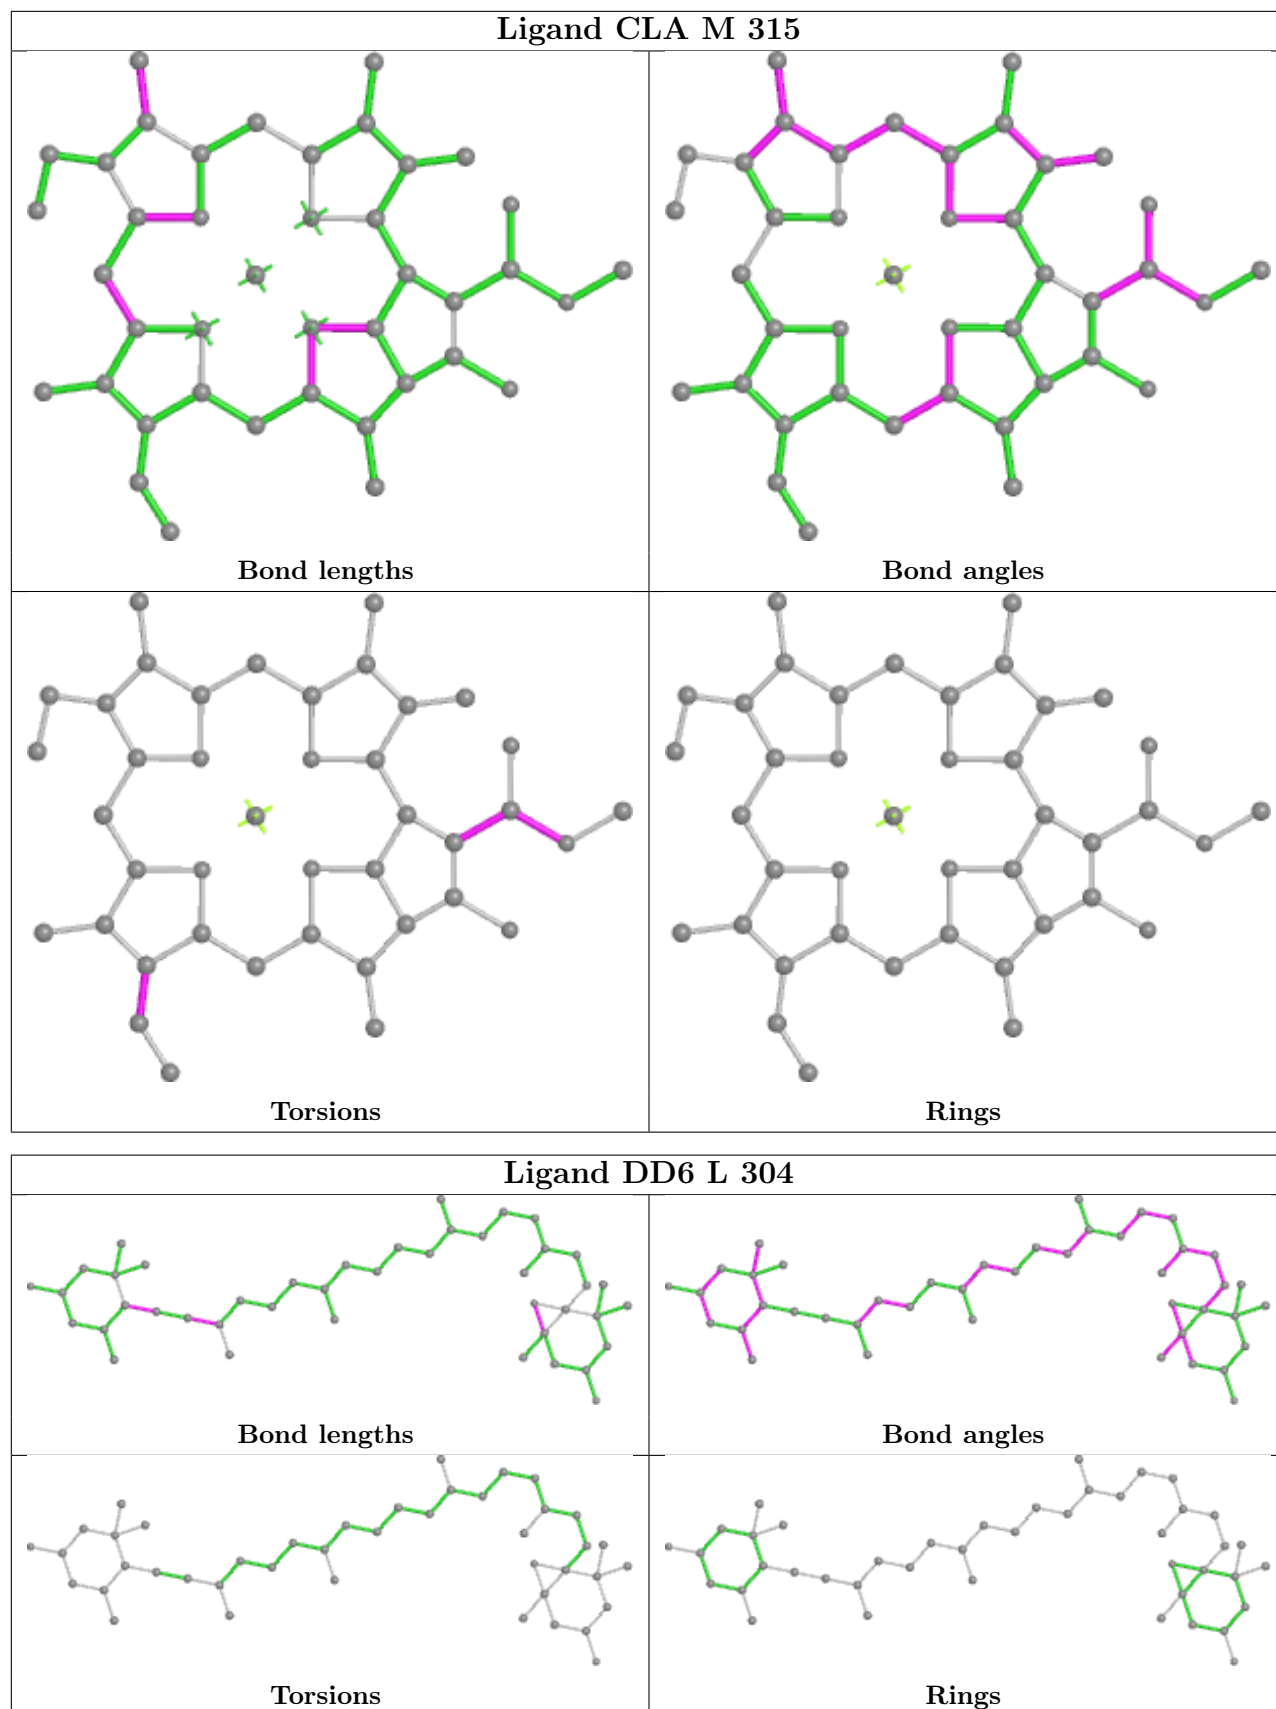 Ligand CLA M 315
Bond lengths
Bond angles
Torsions
Rings
Ligand DD6 L 304
Bond lengths
Bond angles
Torsions
Rings